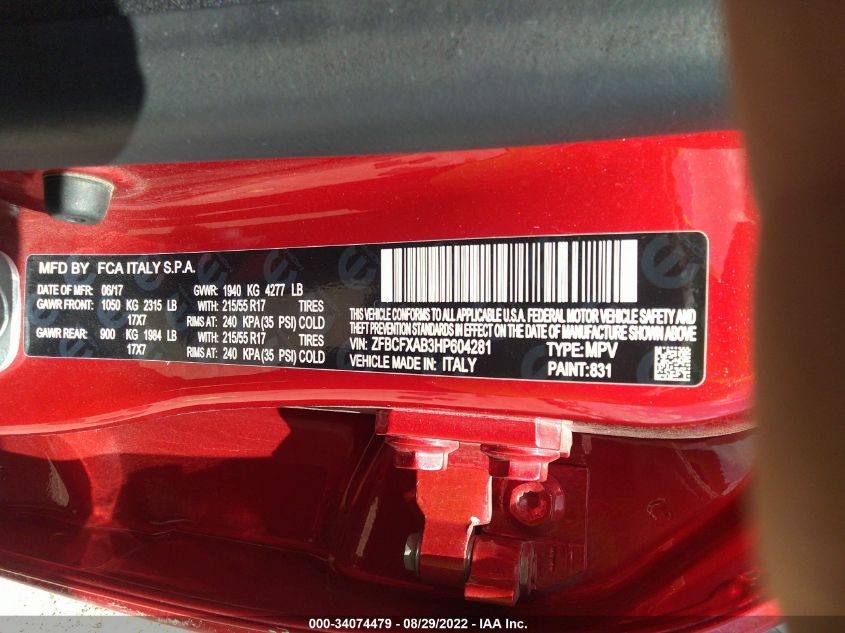 MFD BY FCA ITALY S.P.A.
DATE OF MFR: 06/17 GVWR: 1940 KG 4277 LB
GAWR FRONT: 1050 KG 2315 LB WITH: 215/55 R17 TIRES
17X7 RIMS AT: 240 KPA (35 PSI) COLD
GAWR REAR: 900 KG 1984 LB WITH: 215/55 R17 TIRES
17X7 RIMS AT: 240 KPA (35 PSI) COLD
THIS VEHICLE CONFORMS TO ALL APPLICABLE U.S.A. FEDERAL MOTOR VEHICLE SAFETY AND
THEFT PREVENTION STANDARDS IN EFFECT ON THE DATE OF MANUFACTURE SHOWN ABOVE
VIN: ZFBCFXAB3HP604281 TYPE: MPV
VEHICLE MADE IN ITALY PAINT: 831
000-34074479 - 08/29/2022 - IAA Inc.